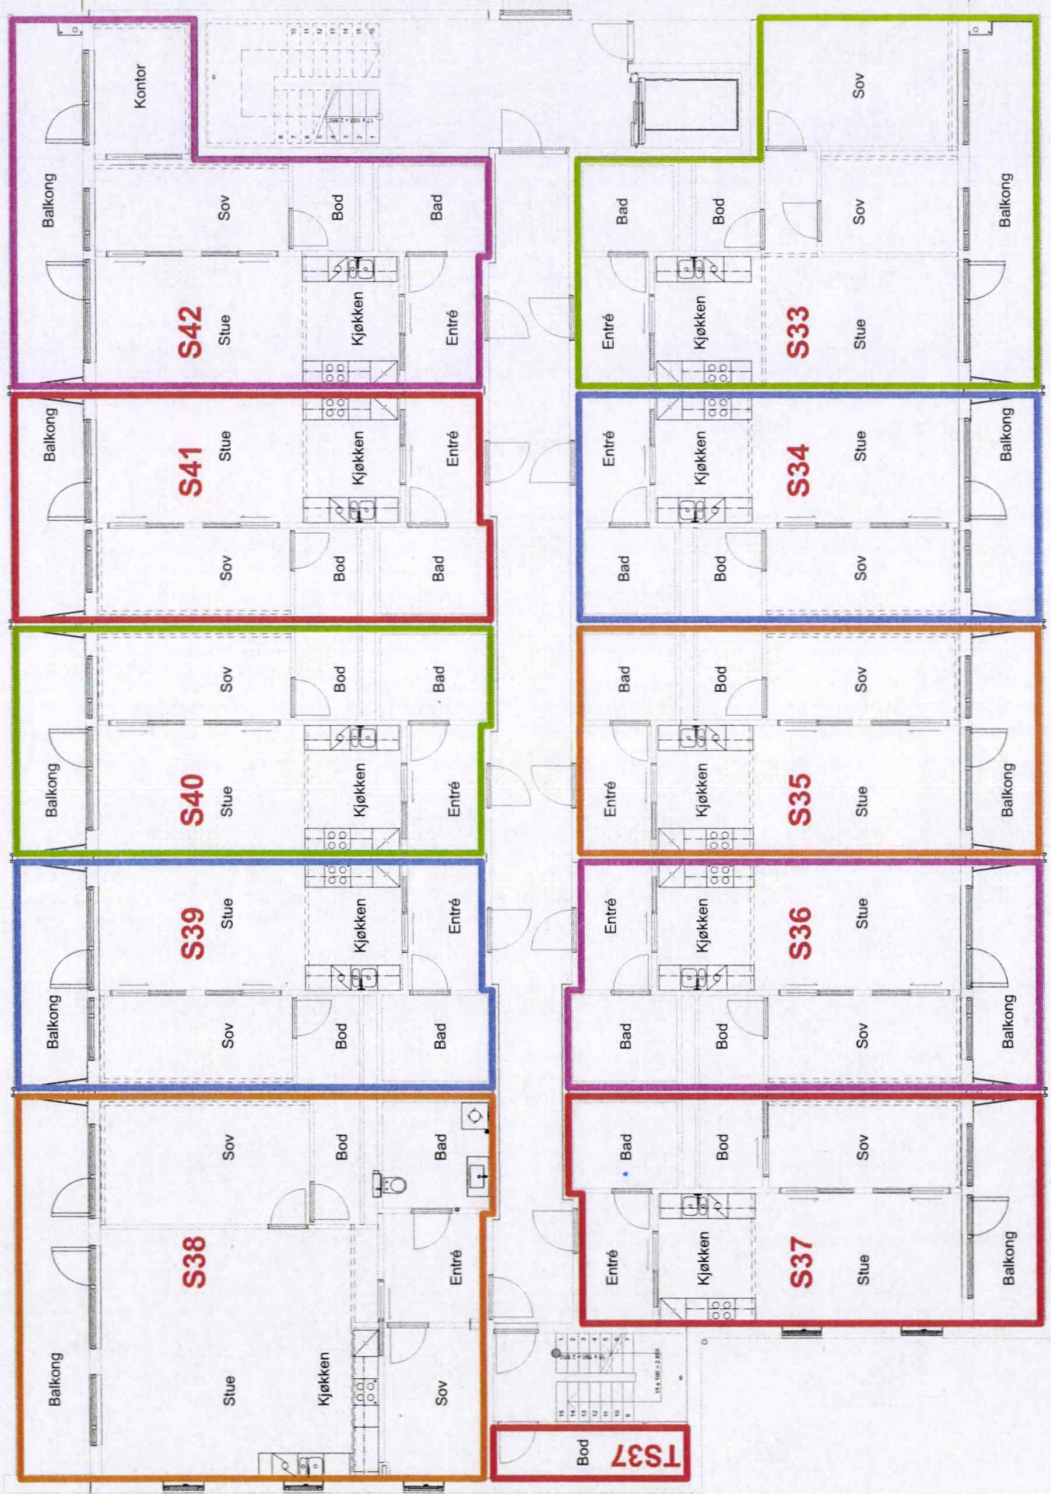 Balkong
Kontor
Balkong
Sov
Bod
Bad
S42
Stue
Kjøkken
Entré
Balkong
S41
Stue
Kjøkken
Entré
Sov
Bod
Bad
Sov
Bod
Bad
Balkong
S40
Stue
Kjøkken
Entré
S39
Stue
Kjøkken
Entré
Balkong
Sov
Bod
Bad
Sov
Bod
Bad
S38
Entré
Balkong
Stue
Kjøkken
Sov
Sov
Bad
Bod
Sov
Balkong
Entré
Kjøkken
S33
Stue
Entré
Kjøkken
S34
Stue
Balkong
Bad
Bod
Sov
Bad
Bod
Sov
Entré
Kjøkken
S35
Stue
Balkong
Entré
Kjøkken
S36
Stue
Bad
Bod
Sov
Balkong
Bad
Bod
Sov
Entré
Kjøkken
S37
Stue
Balkong
Bod
TS37